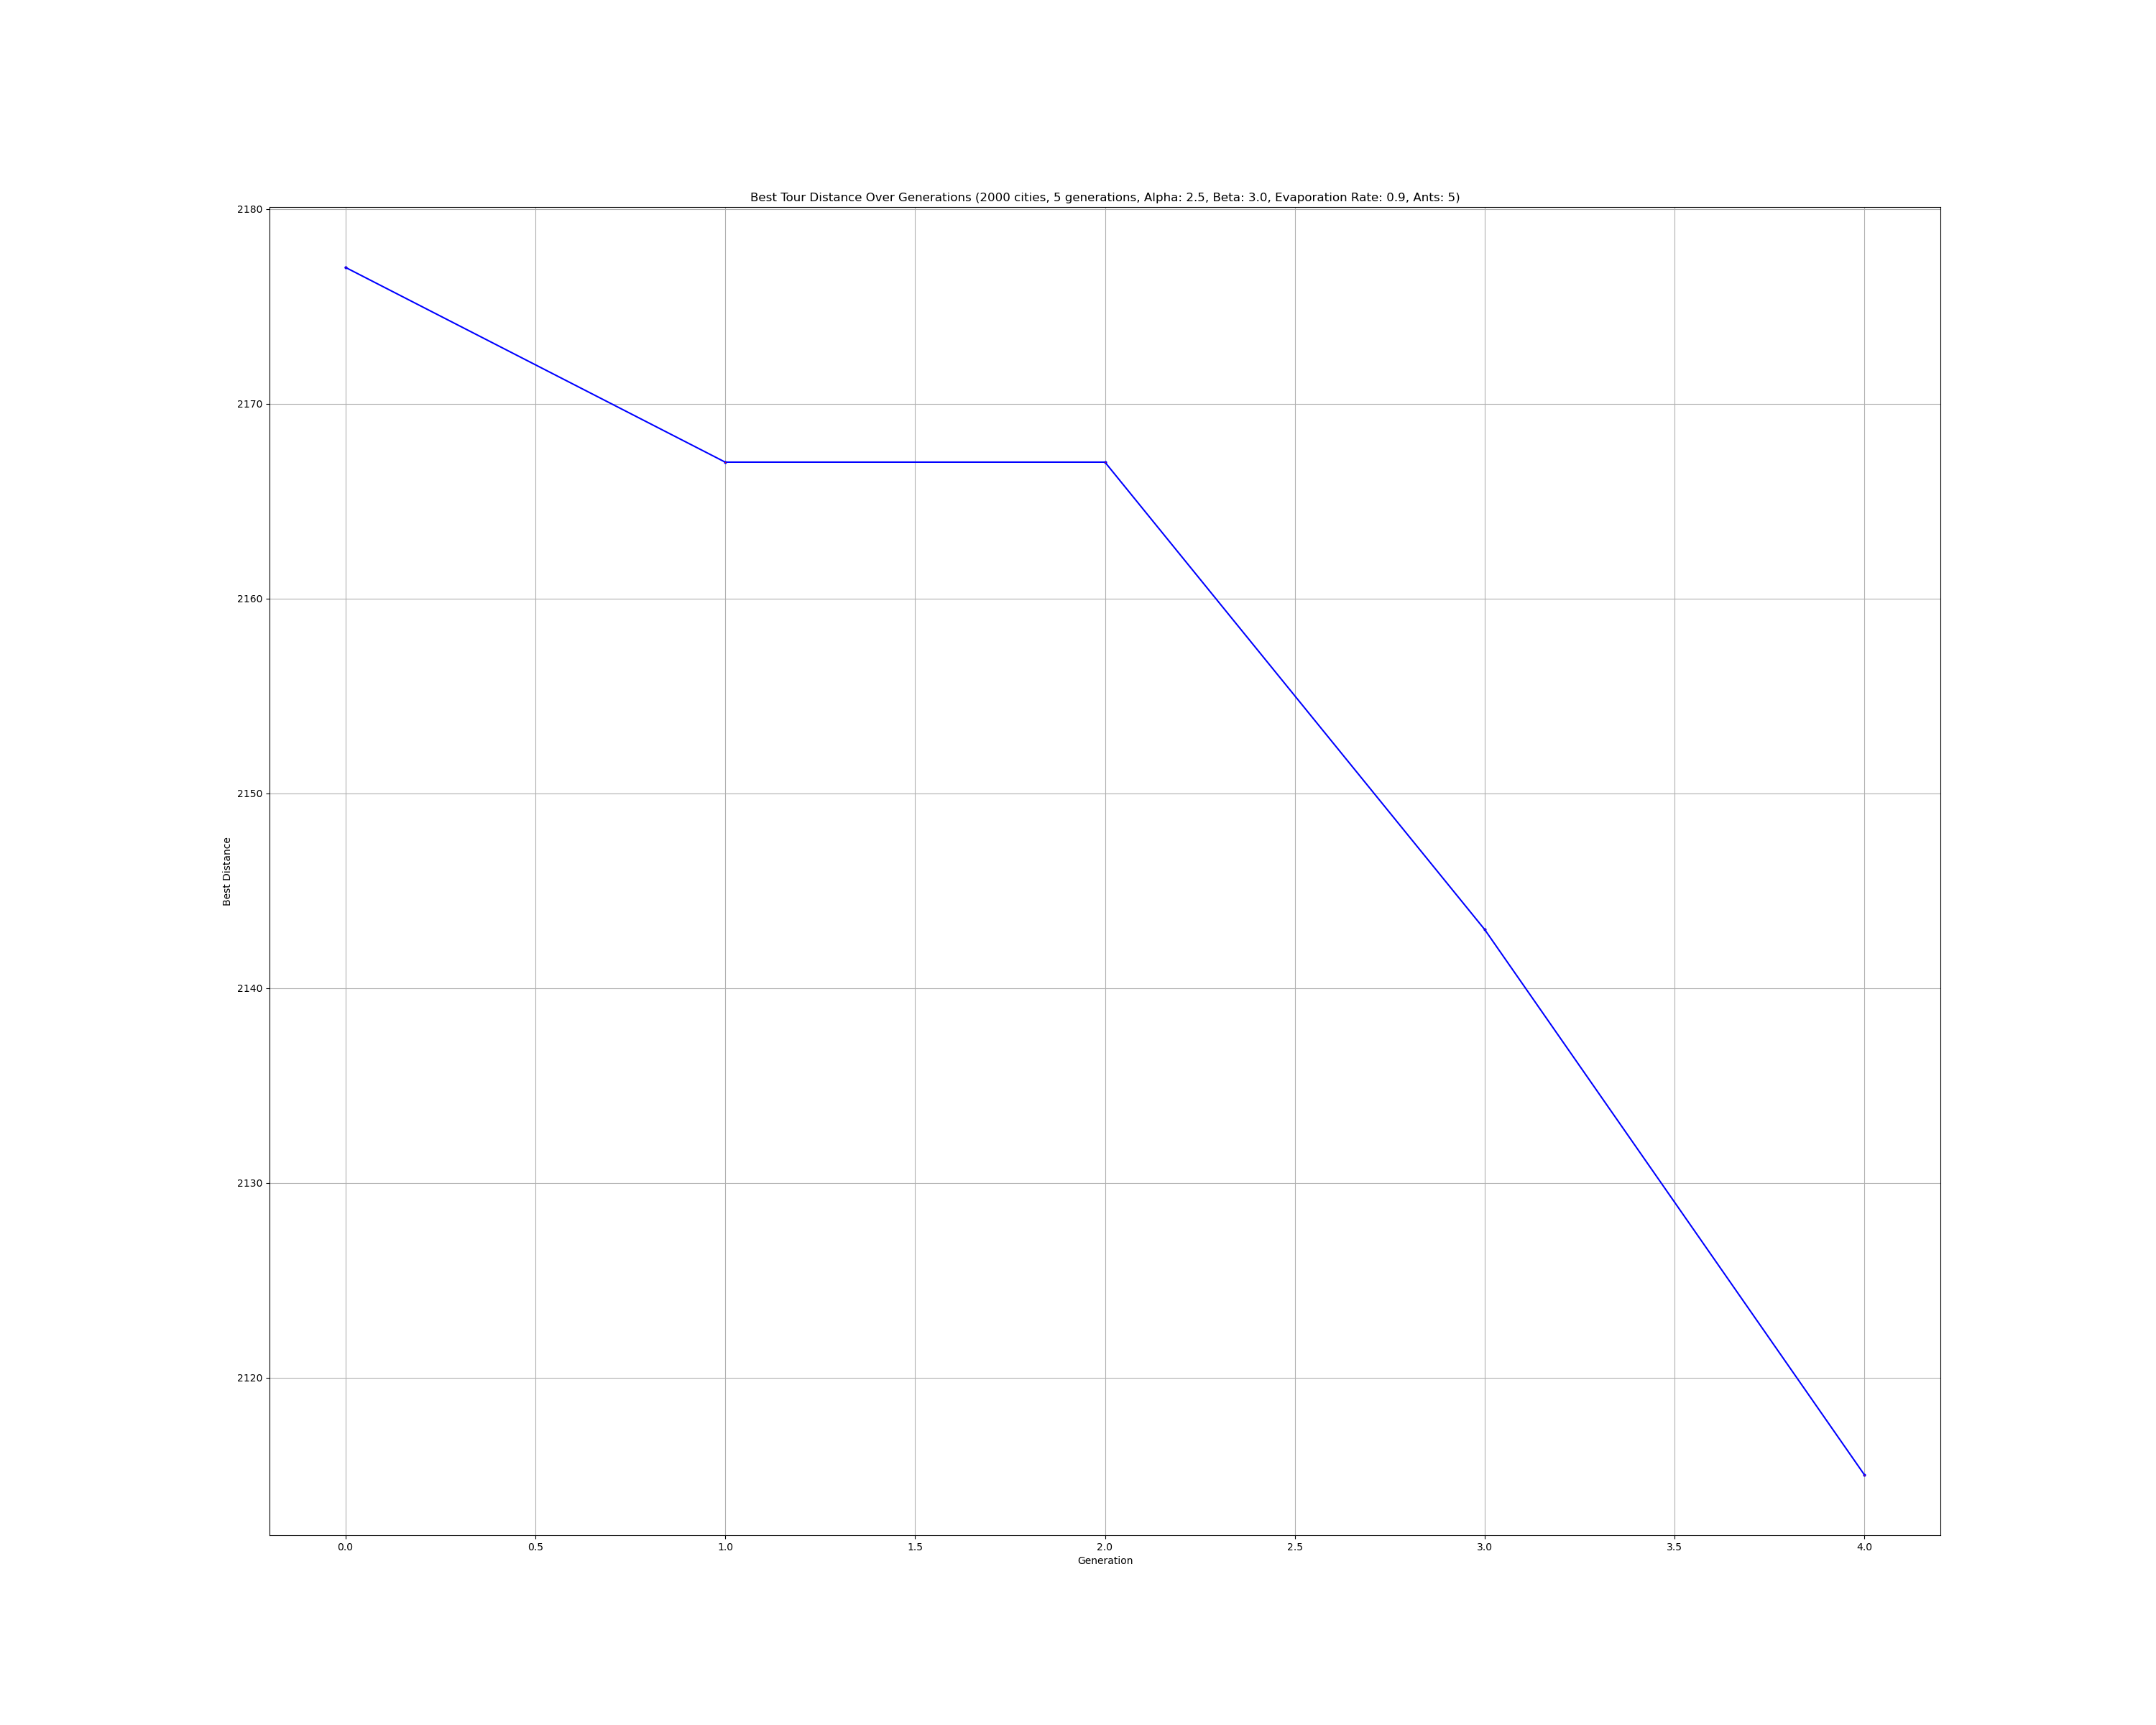 Best Tour Distance Over Generations (2000 cities, 5 generations, Alpha: 2.5, Beta: 3.0, Evaporation Rate: 0.9, Ants: 5)
2180
2170
2160
2150
2140
2130
2120
Best Distance
0.0 0.5 1.0 1.5 2.0 2.5 3.0 3.5 4.0
Generation